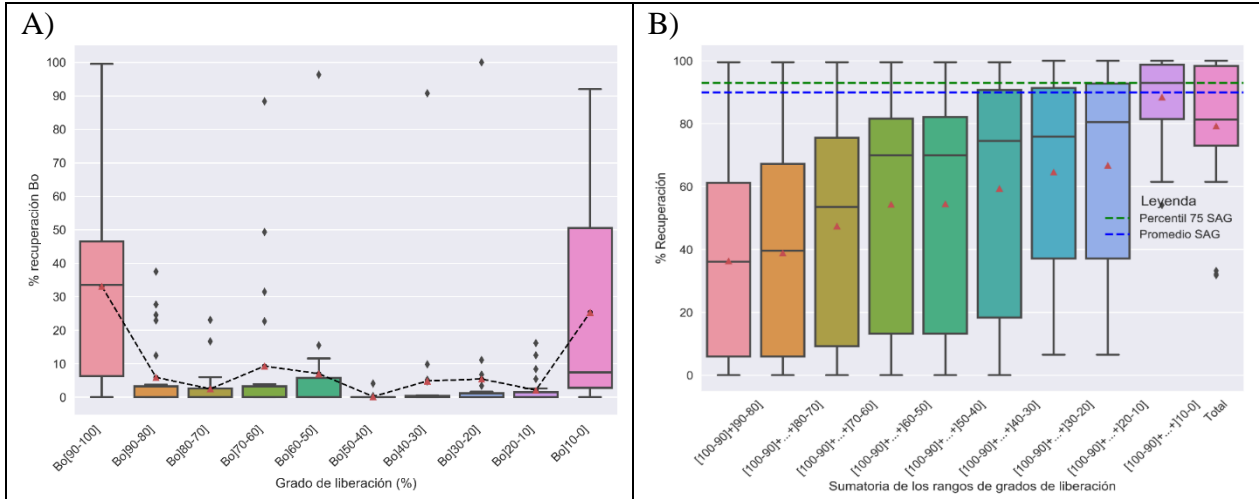 A)
% recuperación Bo
100
90
80
70
60
50
40
30
20
10
0
Bo[90-100]
Bo]90-80]
Bo]80-70]
Bo]70-60]
Bo]60-50]
Bo]50-40]
Bo]40-30]
Bo]30-20]
Bo]20-10]
Bo]10-0]
Grado de liberación (%)
B)
% Recuperación
100
80
60
40
20
0
Leyenda
Percentil 75 SAG
Promedio SAG
[100-90]+]90-80]
[100-90]+...+]80-70]
[100-90]+...+]70-60]
[100-90]+...+]60-50]
[100-90]+...+]50-40]
[100-90]+...+]40-30]
[100-90]+...+]30-20]
[100-90]+...+]20-10]
[100-90]+...+]10-0]
Total
Sumatoria de los rangos de grados de liberación